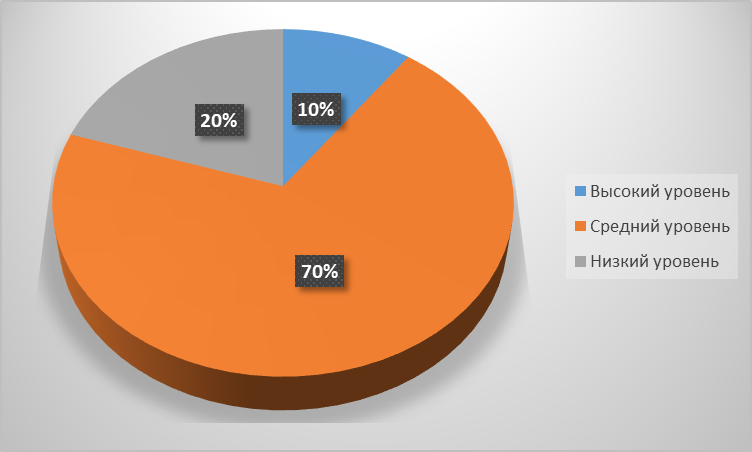 10%
20%
70%
Высокий уровень
Средний уровень
Низкий уровень